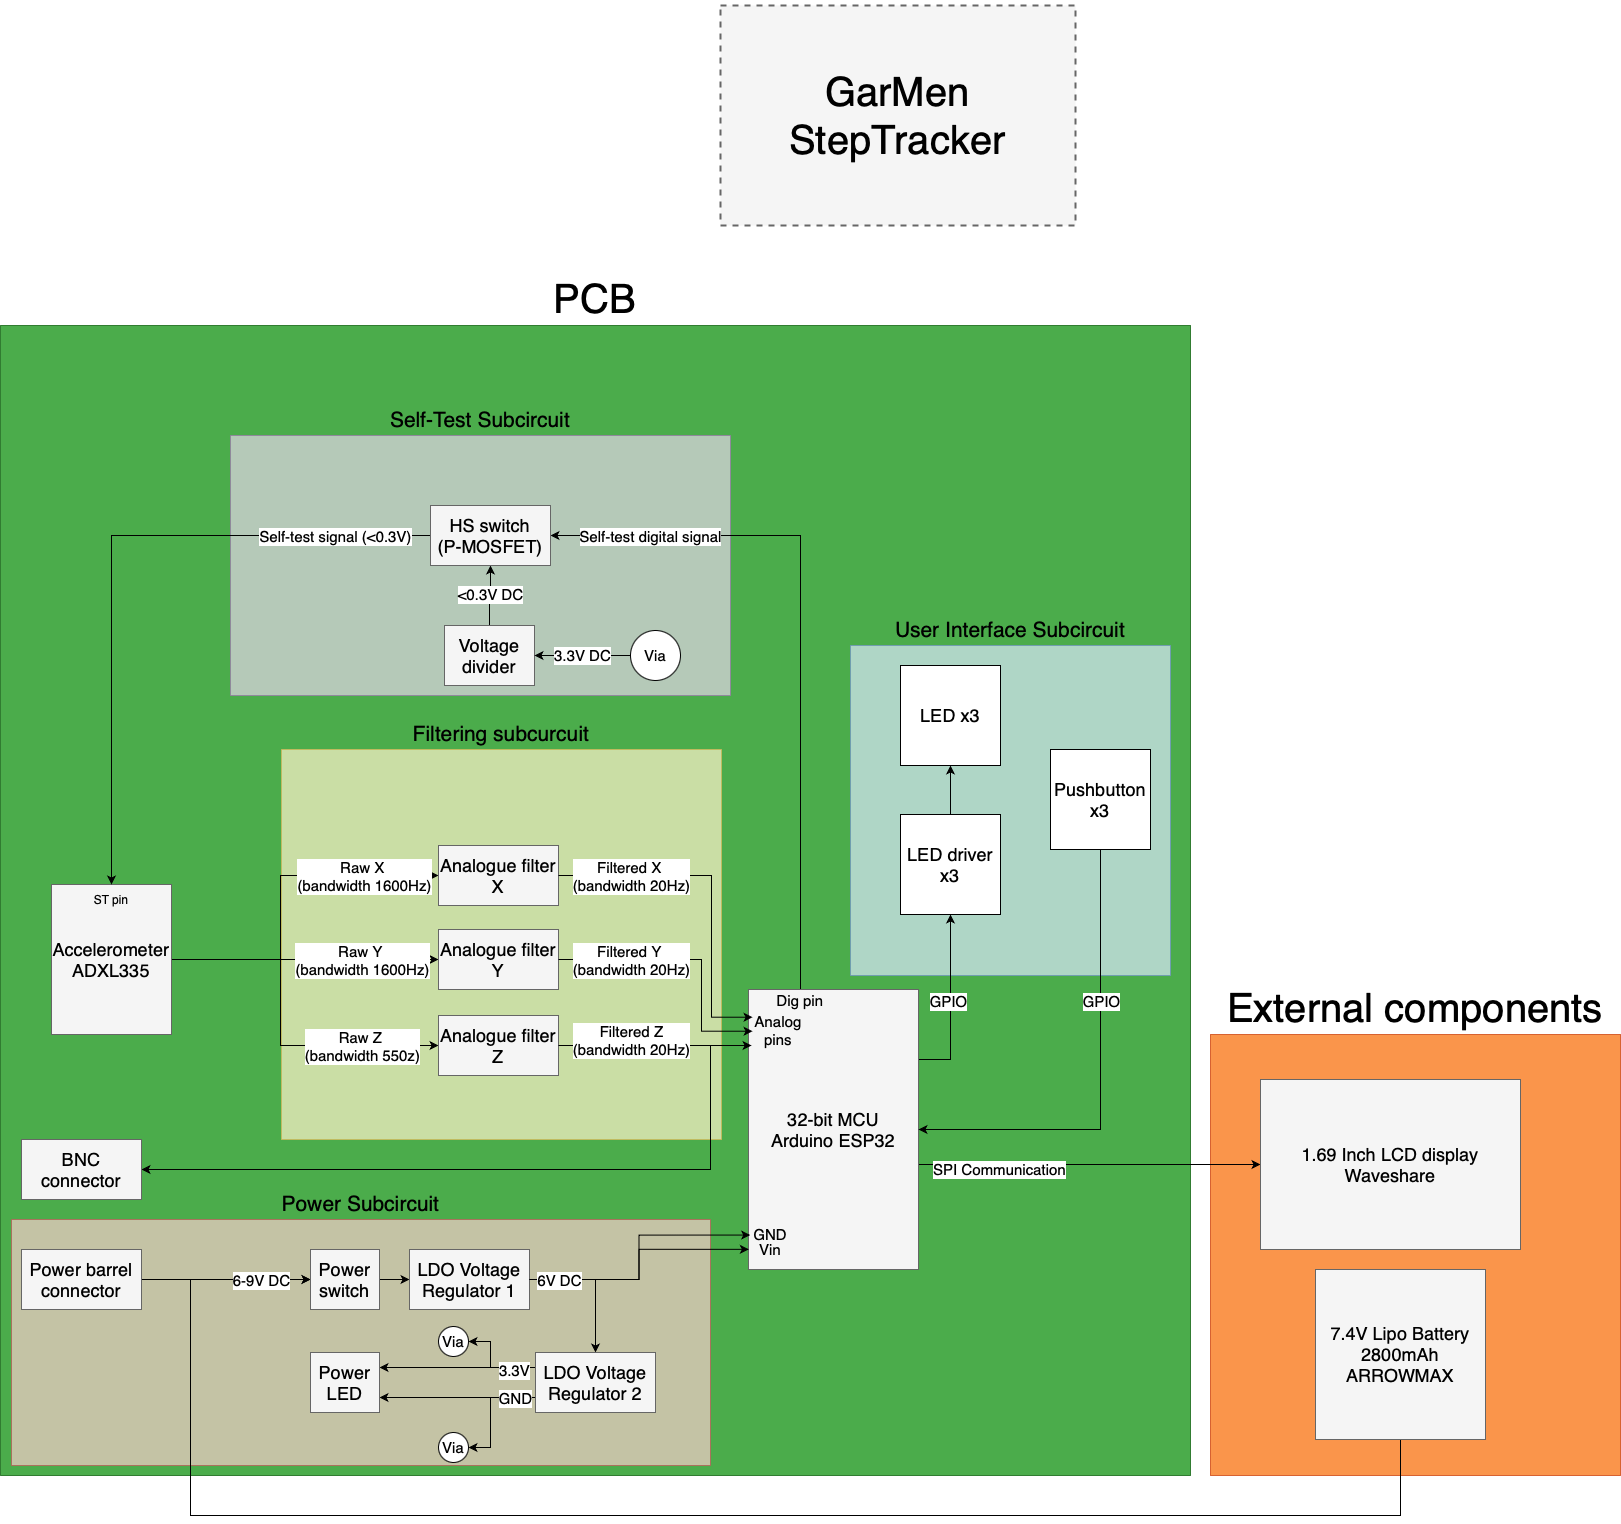 GarMen
StepTracker
PCB
Self-Test Subcircuit
HS switch
(P-MOSFET)
Self-test signal (<0.3V)
Self-test digital signal
<0.3V DC
Voltage
divider
3.3V DC
Via
User Interface Subcircuit
LED x3
Pushbutton
x3
LED driver
x3
GPIO
GPIO
Filtering subcurcuit
Raw X
(bandwidth 1600Hz)
Analogue filter
X
Filtered X
(bandwidth 20Hz)
Raw Y
(bandwidth 1600Hz)
Analogue filter
Y
Filtered Y
(bandwidth 20Hz)
Raw Z
(bandwidth 550z)
Analogue filter
Z
Filtered Z
(bandwidth 20Hz)
ST pin
Accelerometer
ADXL335
Dig pin
Analog
pins
32-bit MCU
Arduino ESP32
GND
Vin
SPI Communication
BNC
connector
Power Subcircuit
Power barrel
connector
6-9V DC
Power
switch
LDO Voltage
Regulator 1
6V DC
Via
Power
LED
3.3V
GND
LDO Voltage
Regulator 2
Via
External components
1.69 Inch LCD display
Waveshare
7.4V Lipo Battery
2800mAh
ARROWMAX